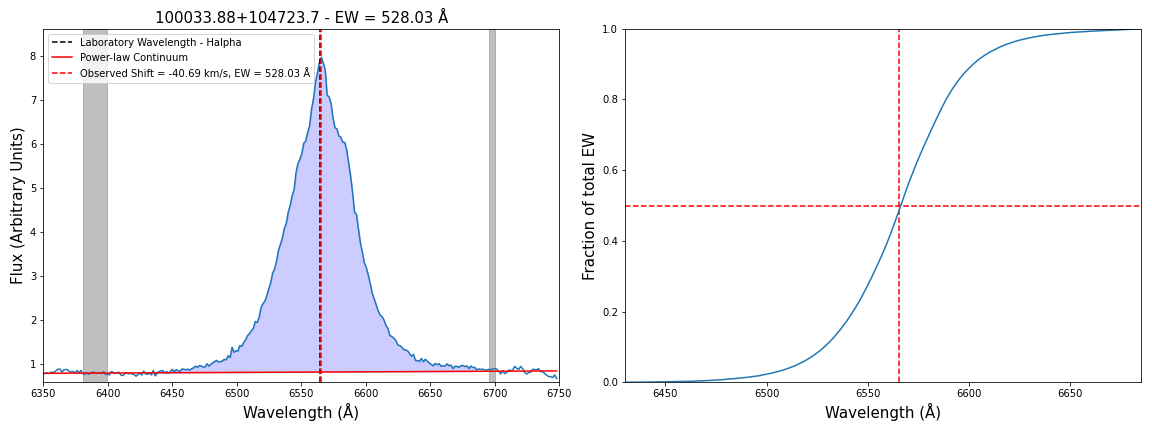 100033.88+104723.7 - EW = 528.03 Å
Laboratory Wavelength - Halpha
Power-law Continuum
Observed Shift = -40.69 km/s, EW = 528.03 Å
Flux (Arbitrary Units)
8
7
6
5
4
3
2
1
6350 6400 6450 6500 6550 6600 6650 6700 6750
Wavelength (Å)
Fraction of total EW
1.0
0.8
0.6
0.4
0.2
0.0
6450 6500 6550 6600 6650
Wavelength (Å)